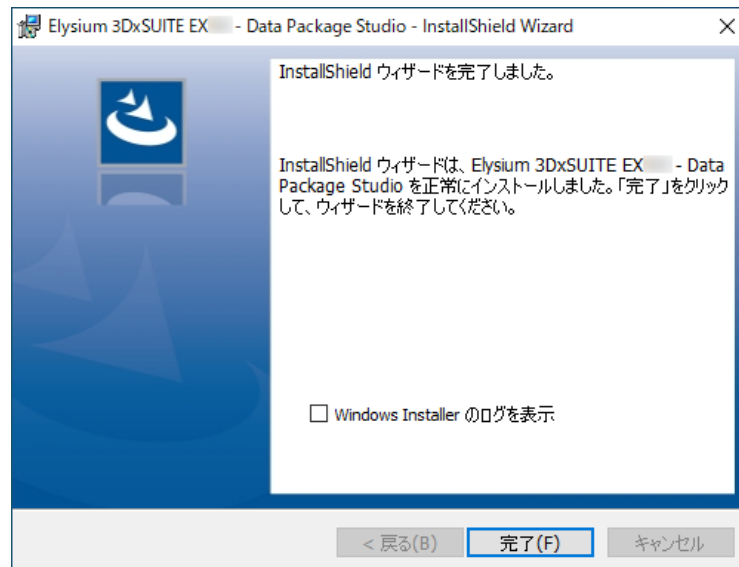 Elysium 3DxSUITE EX - Data Package Studio - InstallShield Wizard
InstallShield ウィザードを完了しました。
InstallShield ウィザードは、Elysium 3DxSUITE EX - Data
Package Studio を正常にインストールしました。「完了」をクリック
して、ウィザードを終了してください。
Windows Installer のログを表示
< 戻る(B)
完了(F)
キャンセル